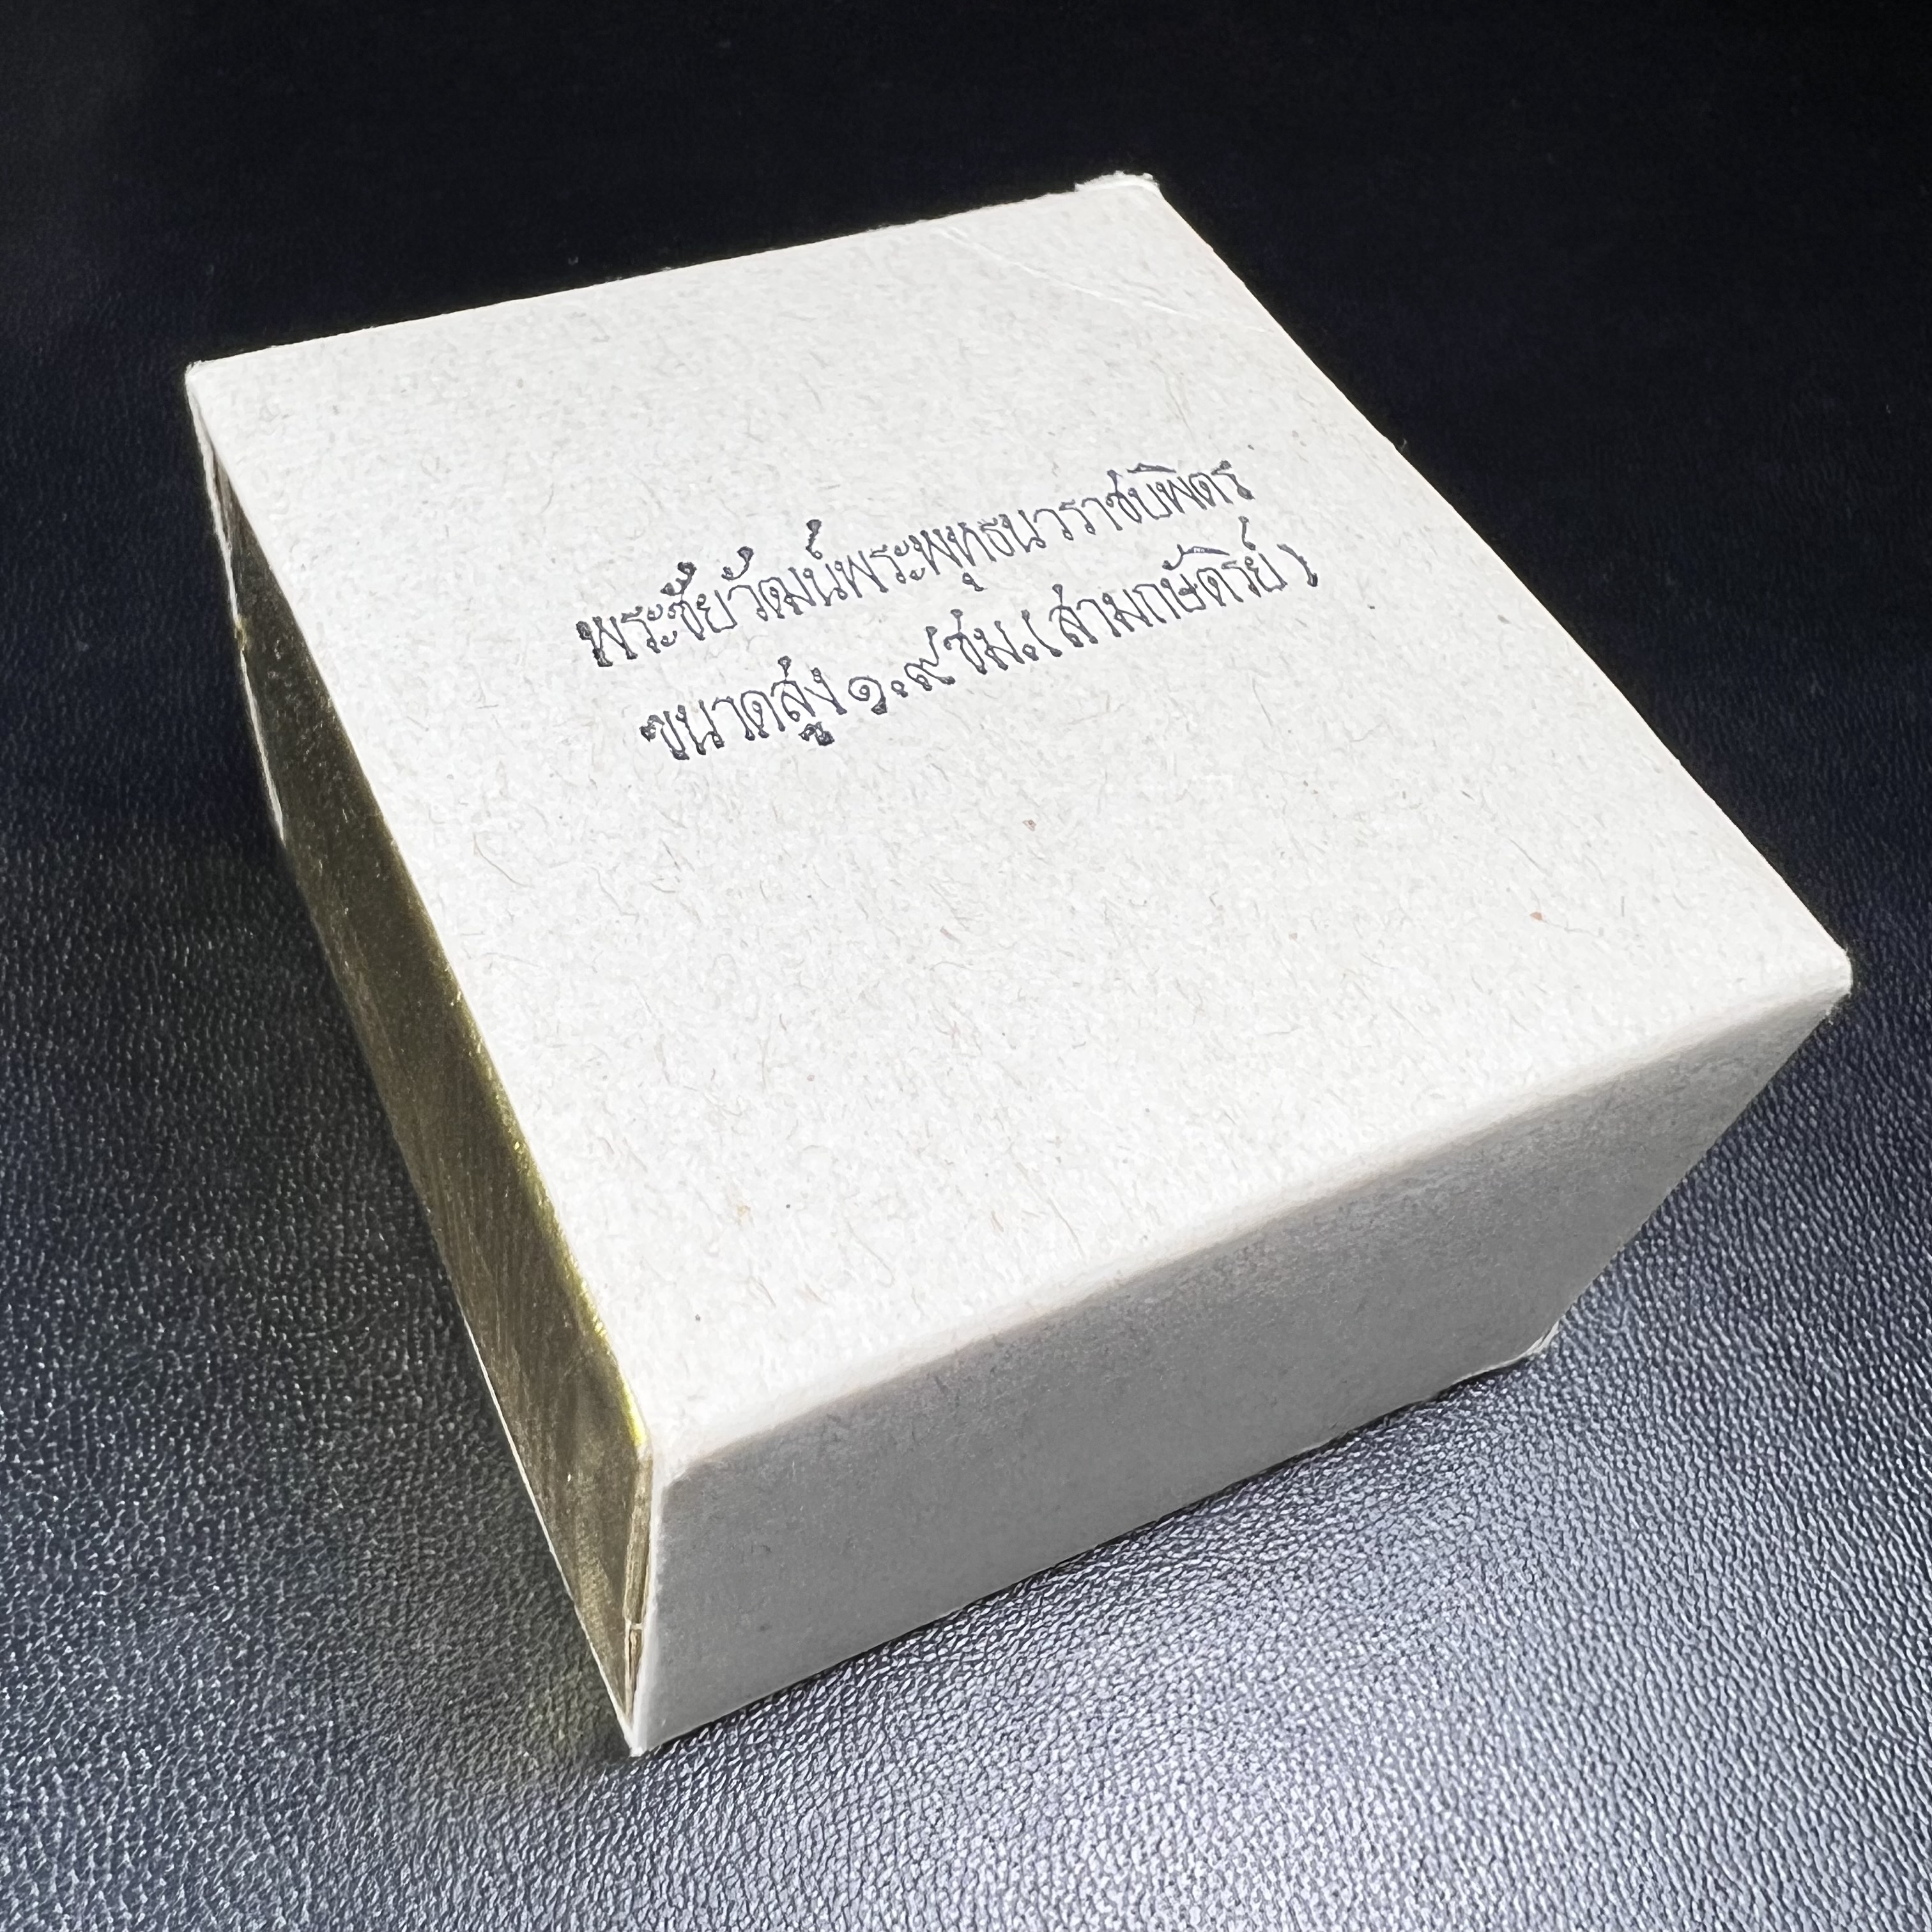 พระชัยวัฒน์พระพุทธนวราชบพิตร
ขนาดสูง ๑.๙ ซม.(สามกษัตริย์)